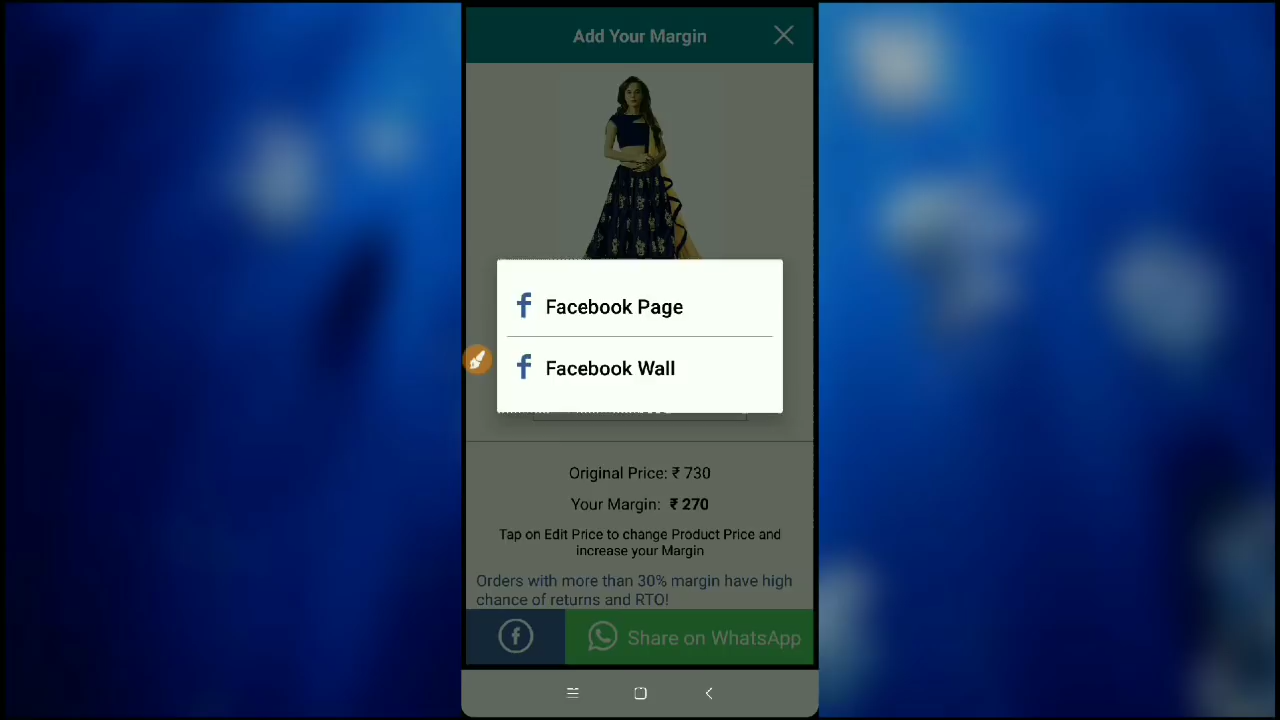 Add Your Margin
Facebook Page
Facebook Wall
Original Price: ₹ 730
Your Margin: ₹ 270
Tap on Edit Price to change Product Price and
increase your Margin
Orders with more than 30% margin have high
chance of returns and RTO!
Share on WhatsApp